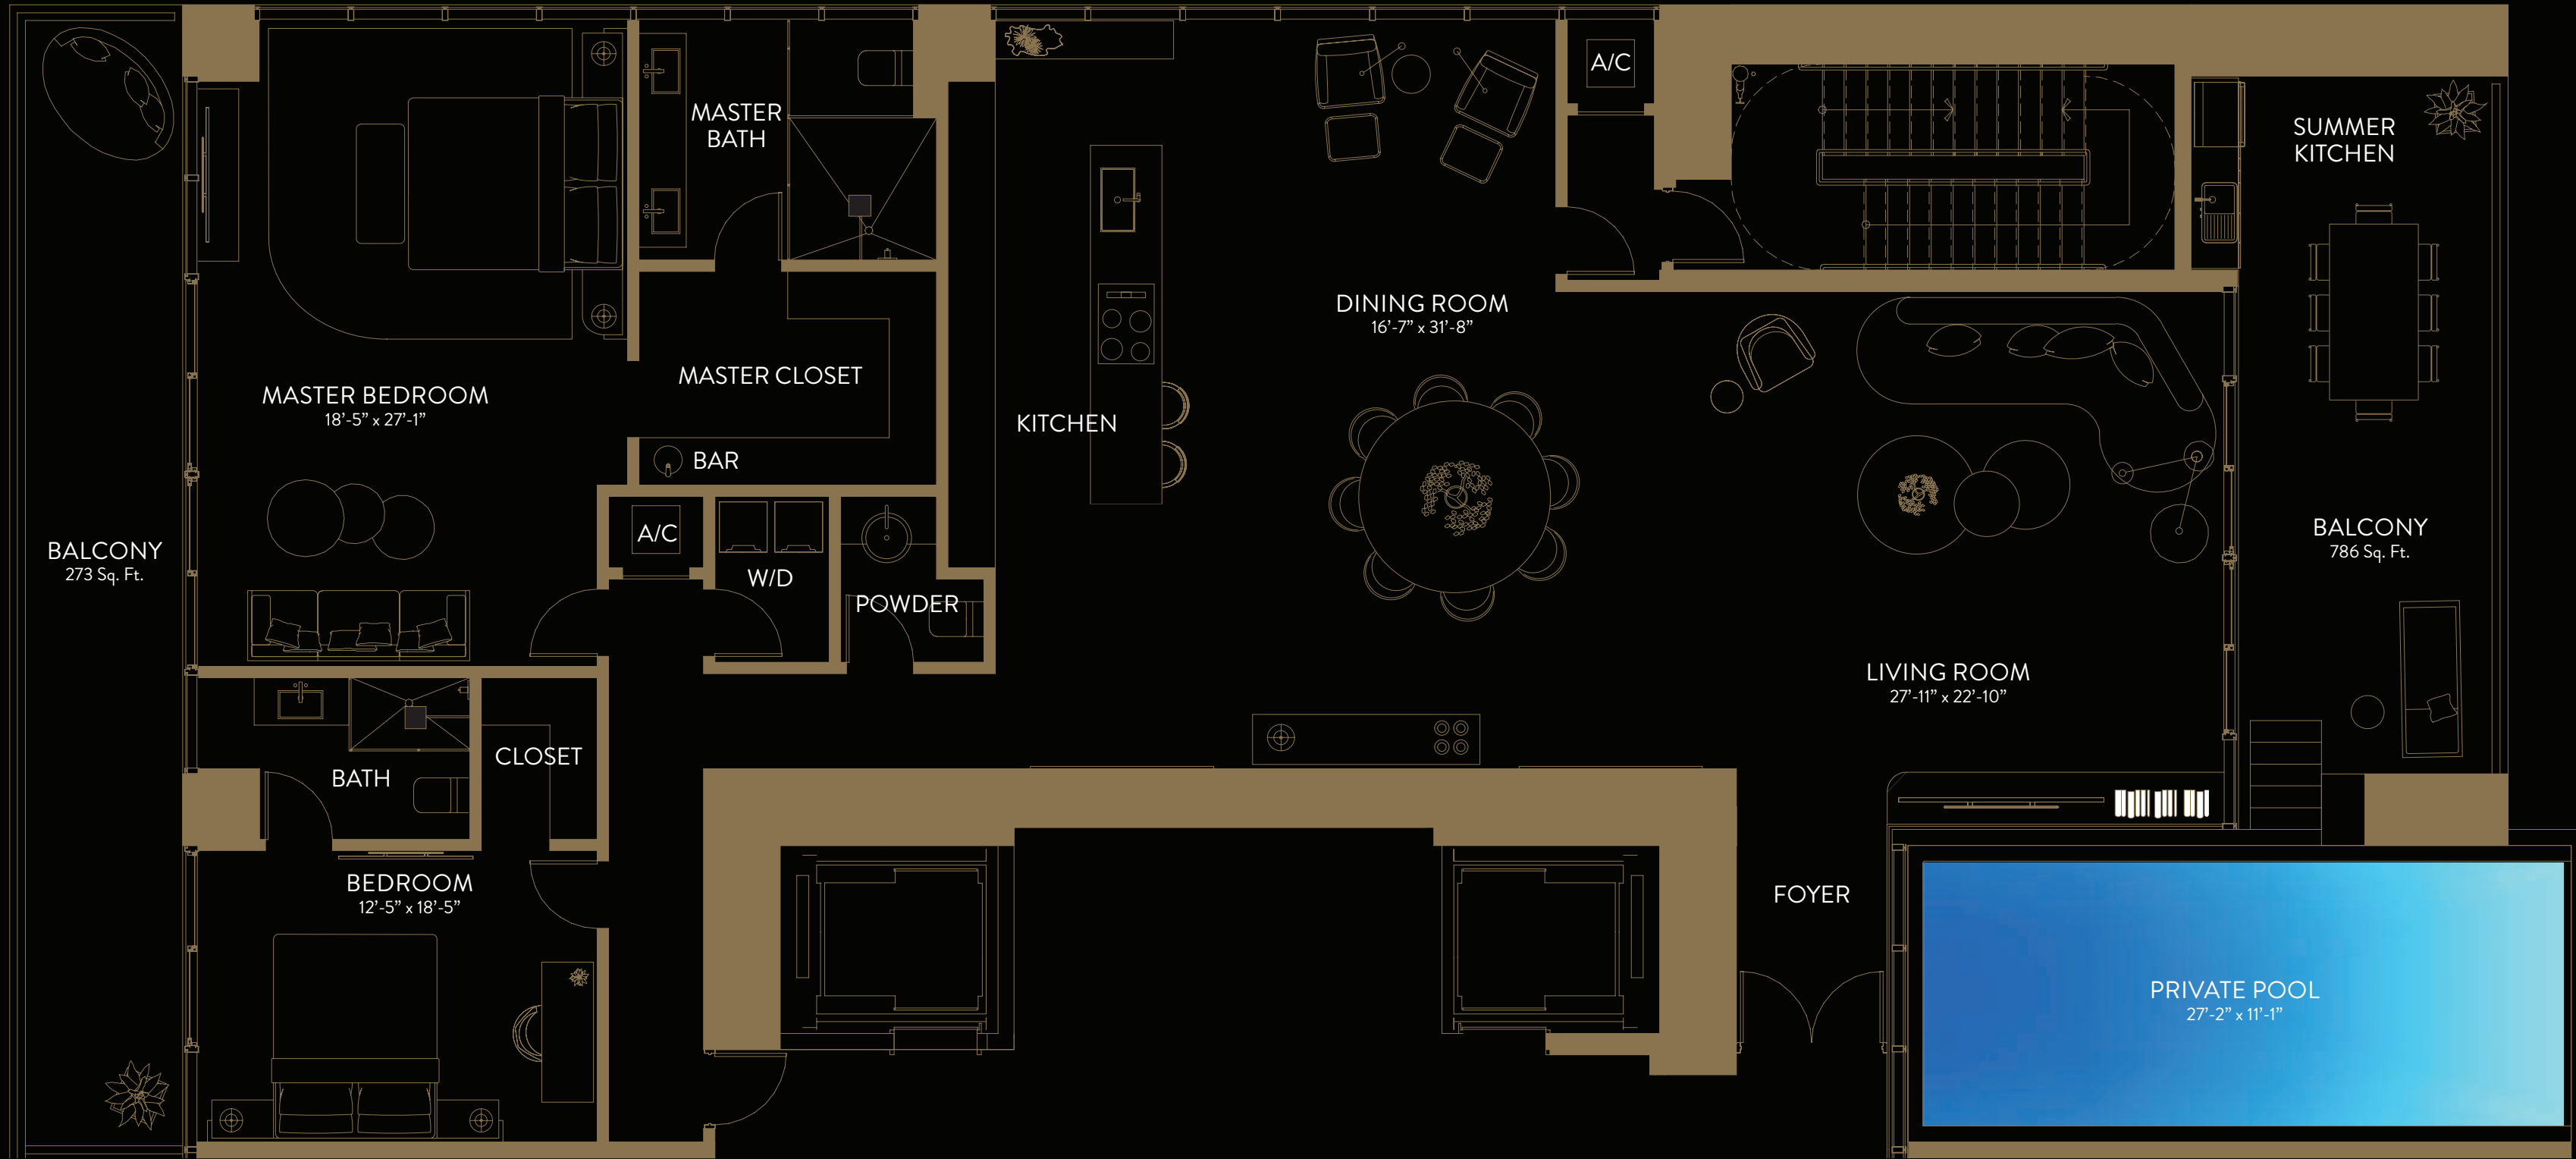 A/C
MASTER
BATH
SUMMER
KITCHEN
DINING ROOM
16’-7” x 31’-8”
MASTER CLOSET
MASTER BEDROOM
18’-5” x 27’-1”
KITCHEN
BAR
A/C
W/D
POWDER
BALCONY
273 Sq. Ft.
BALCONY
786 Sq. Ft.
LIVING ROOM
27’-11” x 22’-10”
CLOSET
BATH
BEDROOM
12’-5” x 18’-5”
FOYER
PRIVATE POOL
27’-2” x 11’-1”